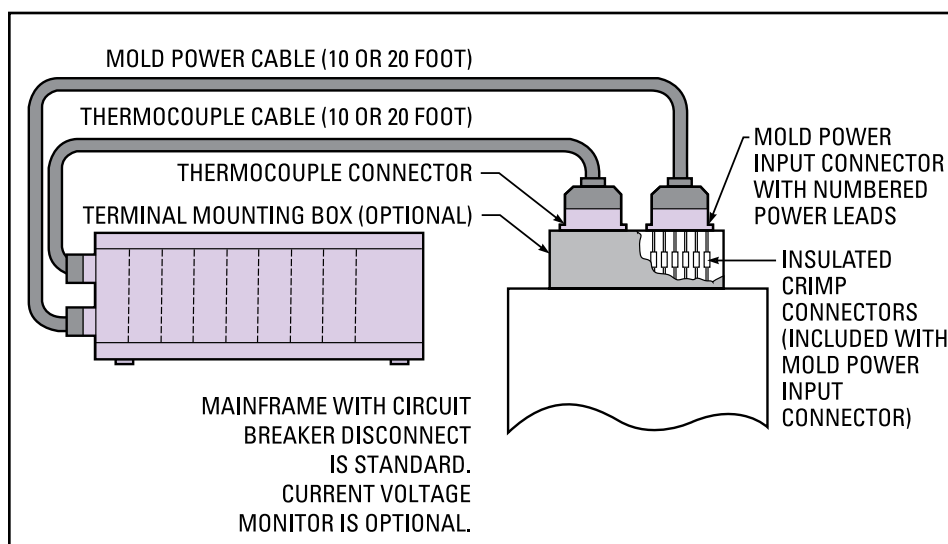 MOLD POWER CABLE (10 OR 20 FOOT)
THERMOCOUPLE CABLE (10 OR 20 FOOT)
THERMOCOUPLE CONNECTOR
TERMINAL MOUNTING BOX (OPTIONAL)
MOLD POWER
INPUT CONNECTOR
WITH NUMBERED
POWER LEADS
INSULATED
CRIMP
CONNECTORS
(INCLUDED WITH
MOLD POWER
INPUT
CONNECTOR)
MAINFRAME WITH CIRCUIT
BREAKER DISCONNECT
IS STANDARD.
CURRENT VOLTAGE
MONITOR IS OPTIONAL.